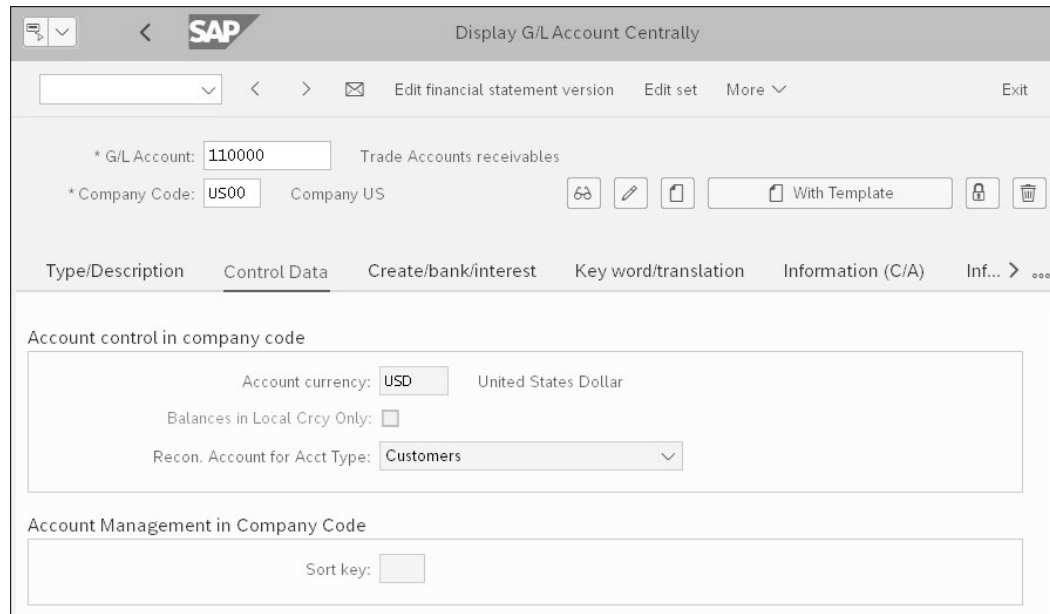 SAP Display G/L Account Centrally
Edit financial statement version Edit set More Exit
* G/L Account: 110000 Trade Accounts receivables
* Company Code: US00 Company US With Template
Type/Description Control Data Create/bank/interest Key word/translation Information (C/A) Inf...
Account control in company code
Account currency: USD United States Dollar
Balances in Local Crcy Only:
Recon. Account for Acct Type: Customers
Account Management in Company Code
Sort key: